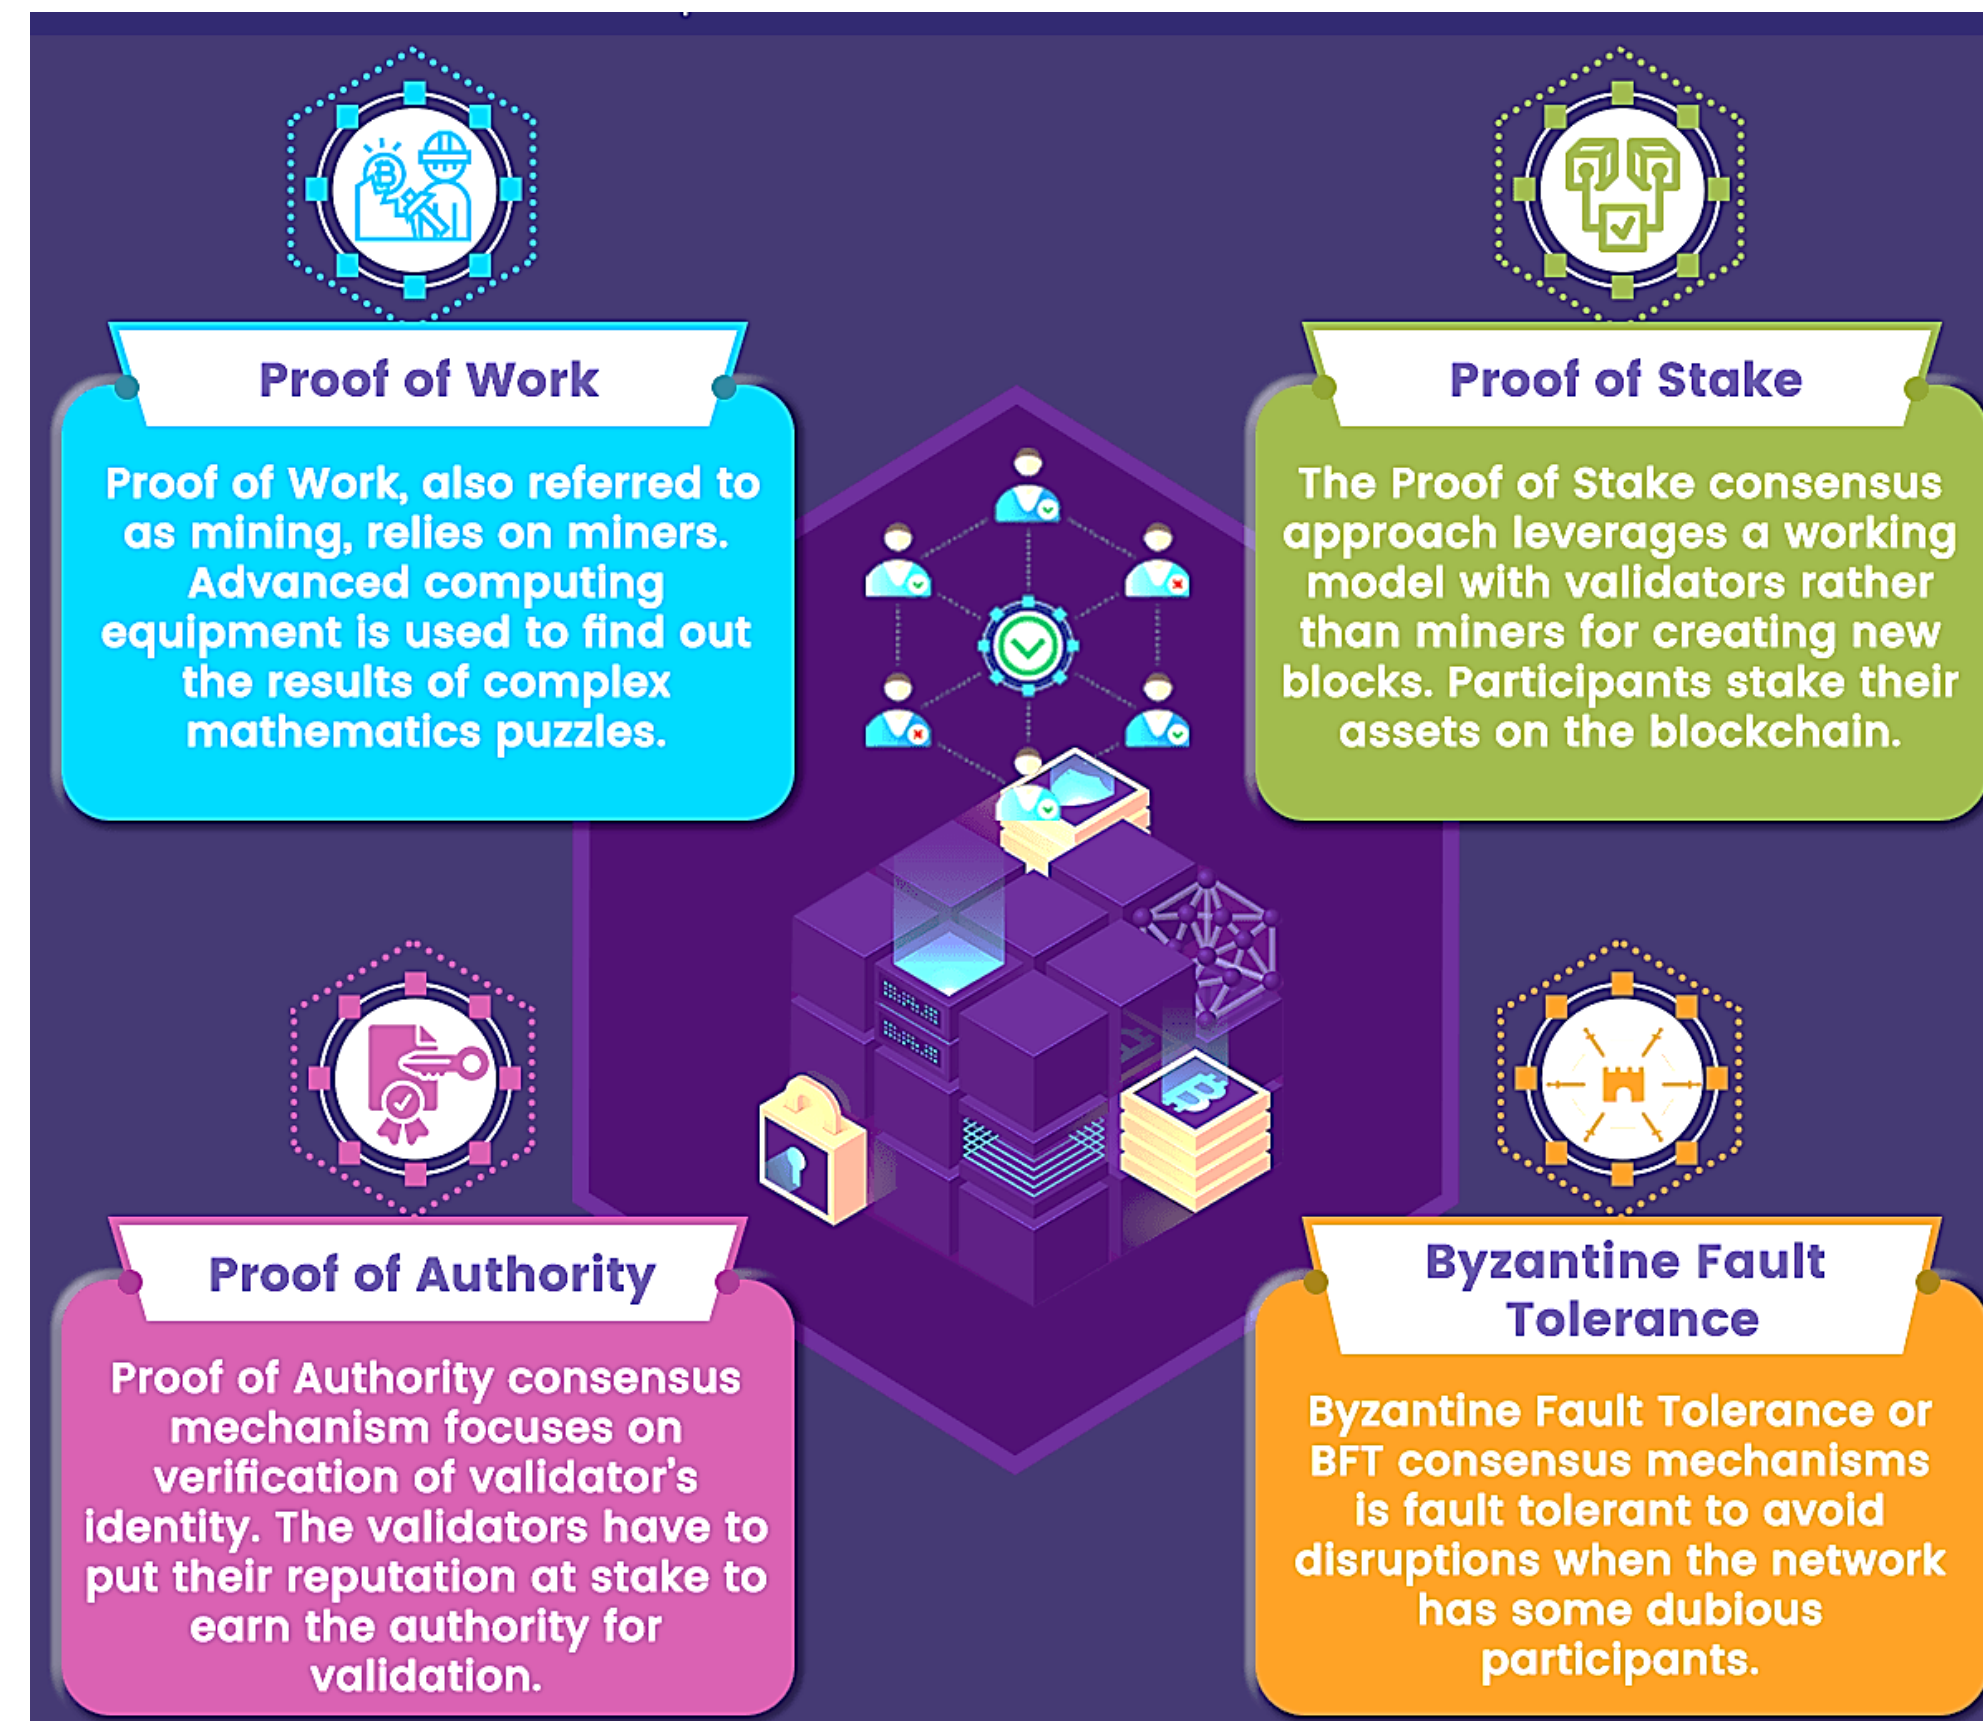 Proof of Work
Proof of Work, also referred to
as mining, relies on miners.
Advanced computing
equipment is used to find out
the results of complex
mathematics puzzles.
Proof of Stake
The Proof of Stake consensus
approach leverages a working
model with validators rather
than miners for creating new
blocks. Participants stake their
assets on the blockchain.
Proof of Authority
Proof of Authority consensus
mechanism focuses on
verification of validator's
identity. The validators have to
put their reputation at stake to
earn the authority for
validation.
Byzantine Fault
Tolerance
Byzantine Fault Tolerance or
BFT consensus mechanisms
is fault tolerant to avoid
disruptions when the network
has some dubious
participants.